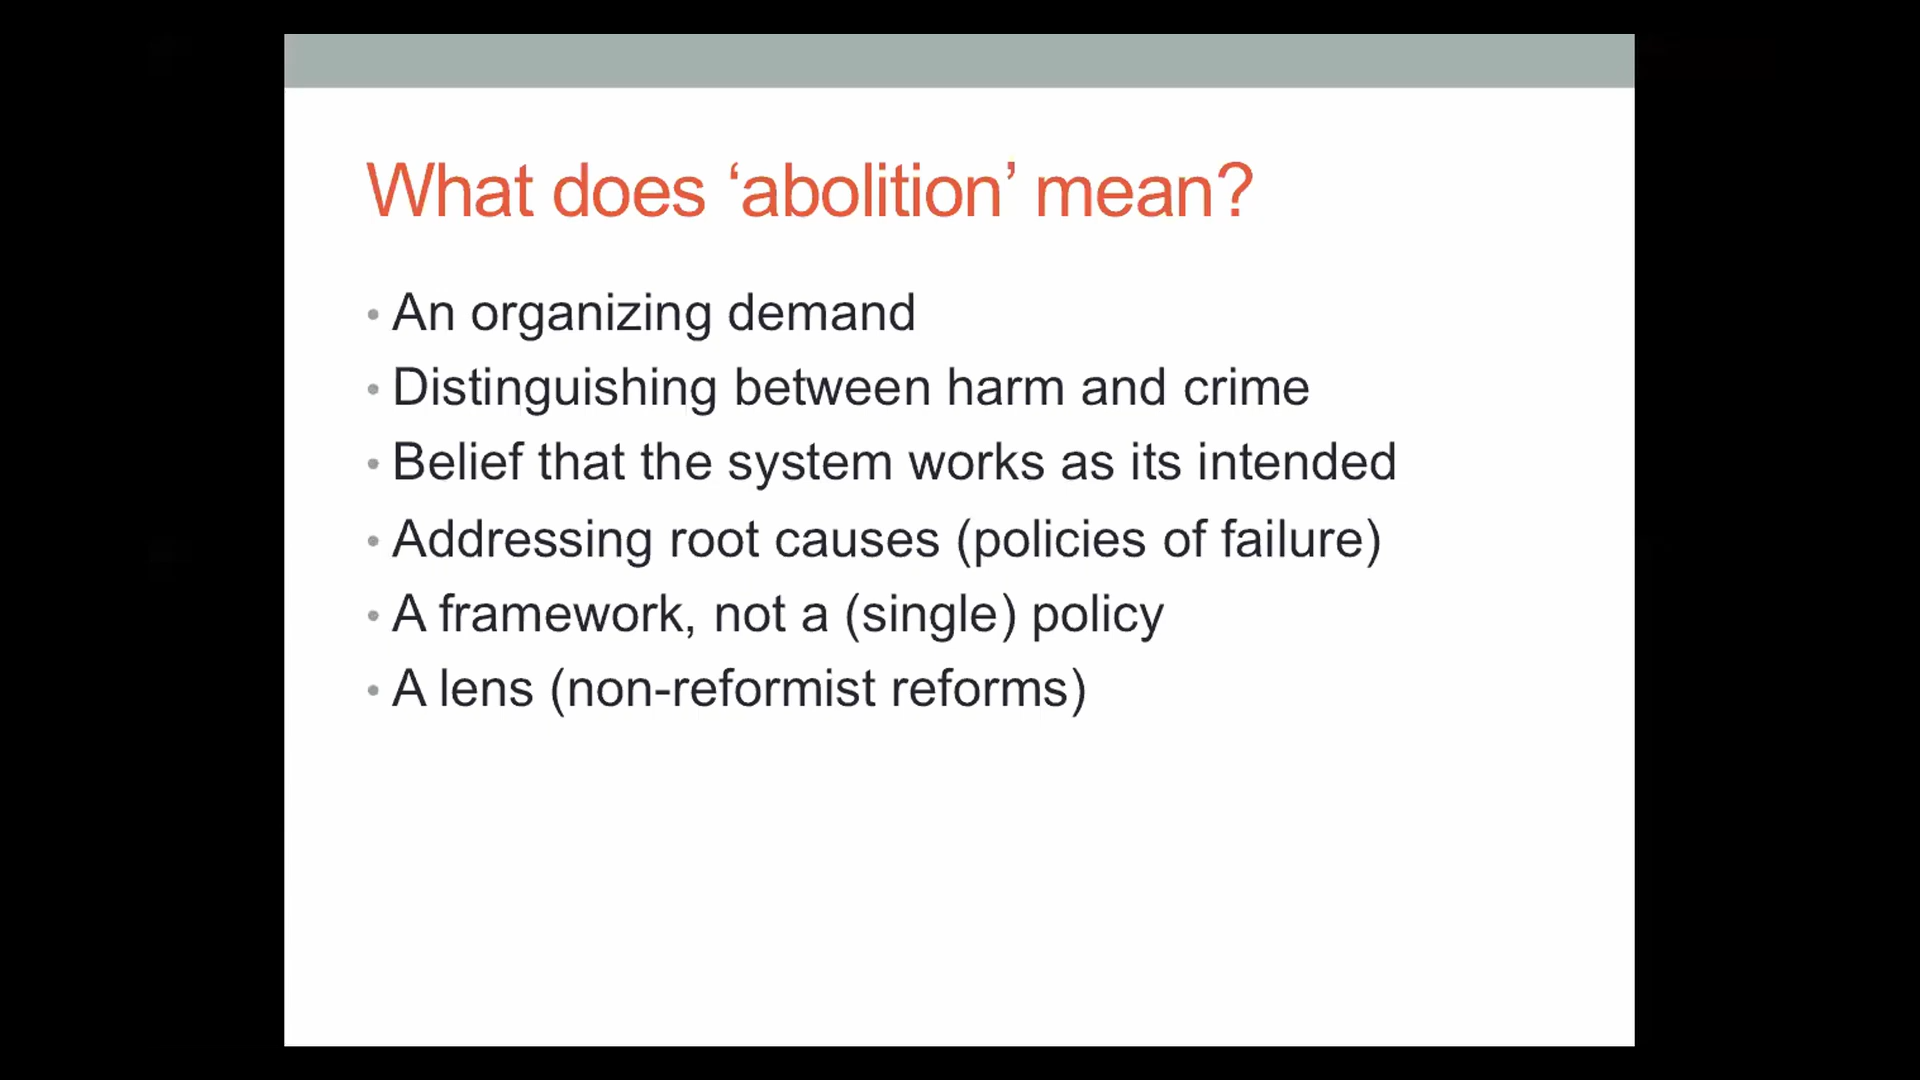 What does ‘abolition’ mean?
• An organizing demand
• Distinguishing between harm and crime
• Belief that the system works as its intended
• Addressing root causes (policies of failure)
• A framework, not a (single) policy
• A lens (non-reformist reforms)